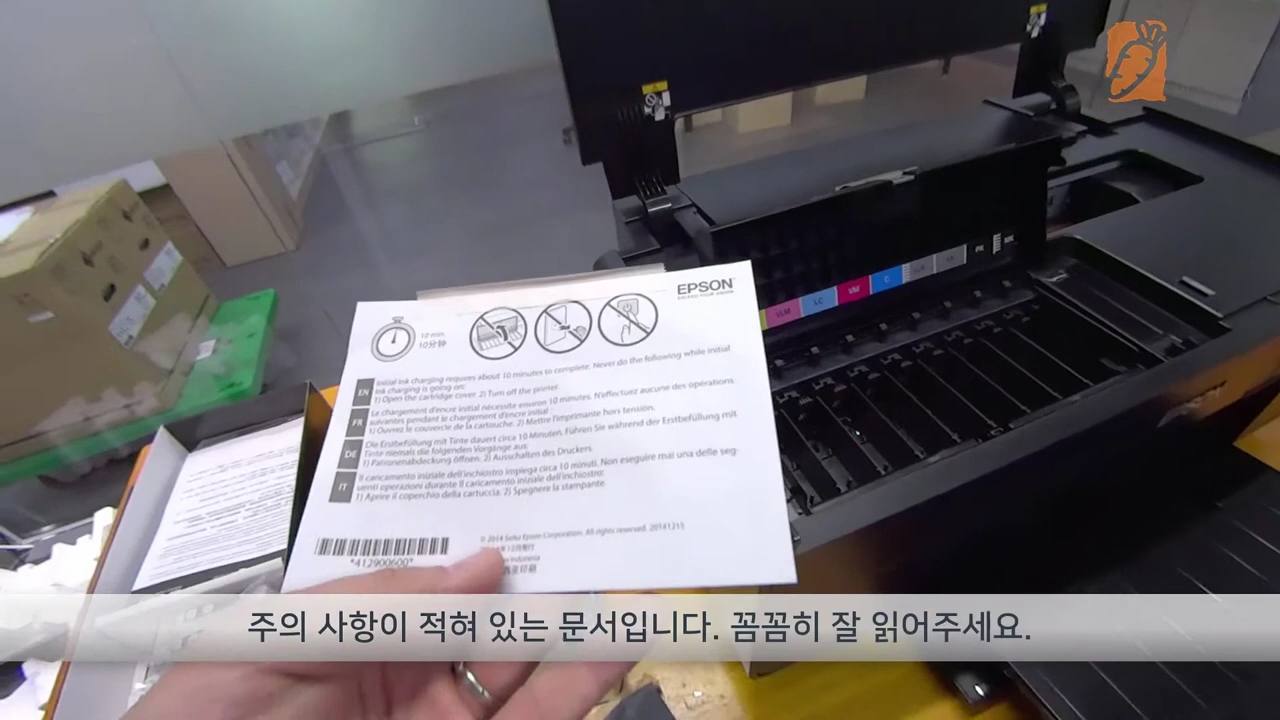 EPSON
EXCEED YOUR VISION
10 min.
10分钟
EN
Initial ink charging requires about 10 minutes to complete. Never do the following while initial
ink charging is going on:
1) Open the cartridge cover. 2) Turn off the printer.
FR
Le chargement d'encre initial nécessite environ 10 minutes. N'effectuez aucune des opérations
suivantes pendant le chargement d'encre initial :
1) Ouvrez le couvercle de la cartouche. 2) Mettre l'imprimante hors tension.
DE
Die Erstbefüllung mit Tinte dauert circa 10 Minuten. Führen Sie während der Erstbefüllung mit
Tinte niemals die folgenden Vorgänge aus:
1) Patronenabdeckung öffnen. 2) Ausschalten des Druckers.
IT
Il caricamento iniziale dell'inchiostro impiega circa 10 minuti. Non eseguire mai una delle seg-
uenti operazioni durante il caricamento iniziale dell'inchiostro:
1) Aprire il coperchio della cartuccia. 2) Spegnere la stampante.
© 2014 Seiko Epson Corporation. All rights reserved. 20141215
*412900600*
VLM
LC
VM
C
LLK
LK
PK
MK
주의 사항이 적혀 있는 문서입니다. 꼼꼼히 잘 읽어주세요.